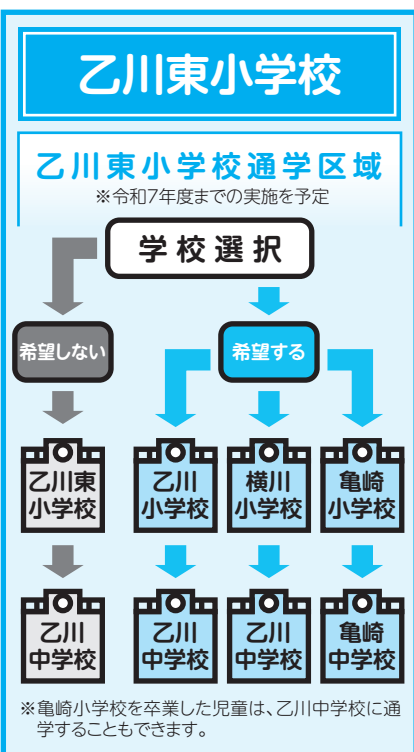 乙川東小学校
乙川東小学校通学区域
※令和7年度までの実施を予定
学校選択
希望しない
希望する
乙川東
小学校
乙川
小学校
横川
小学校
亀崎
小学校
乙川
中学校
乙川
中学校
乙川
中学校
亀崎
中学校
※亀崎小学校を卒業した児童は、乙川中学校に通
学することもできます。